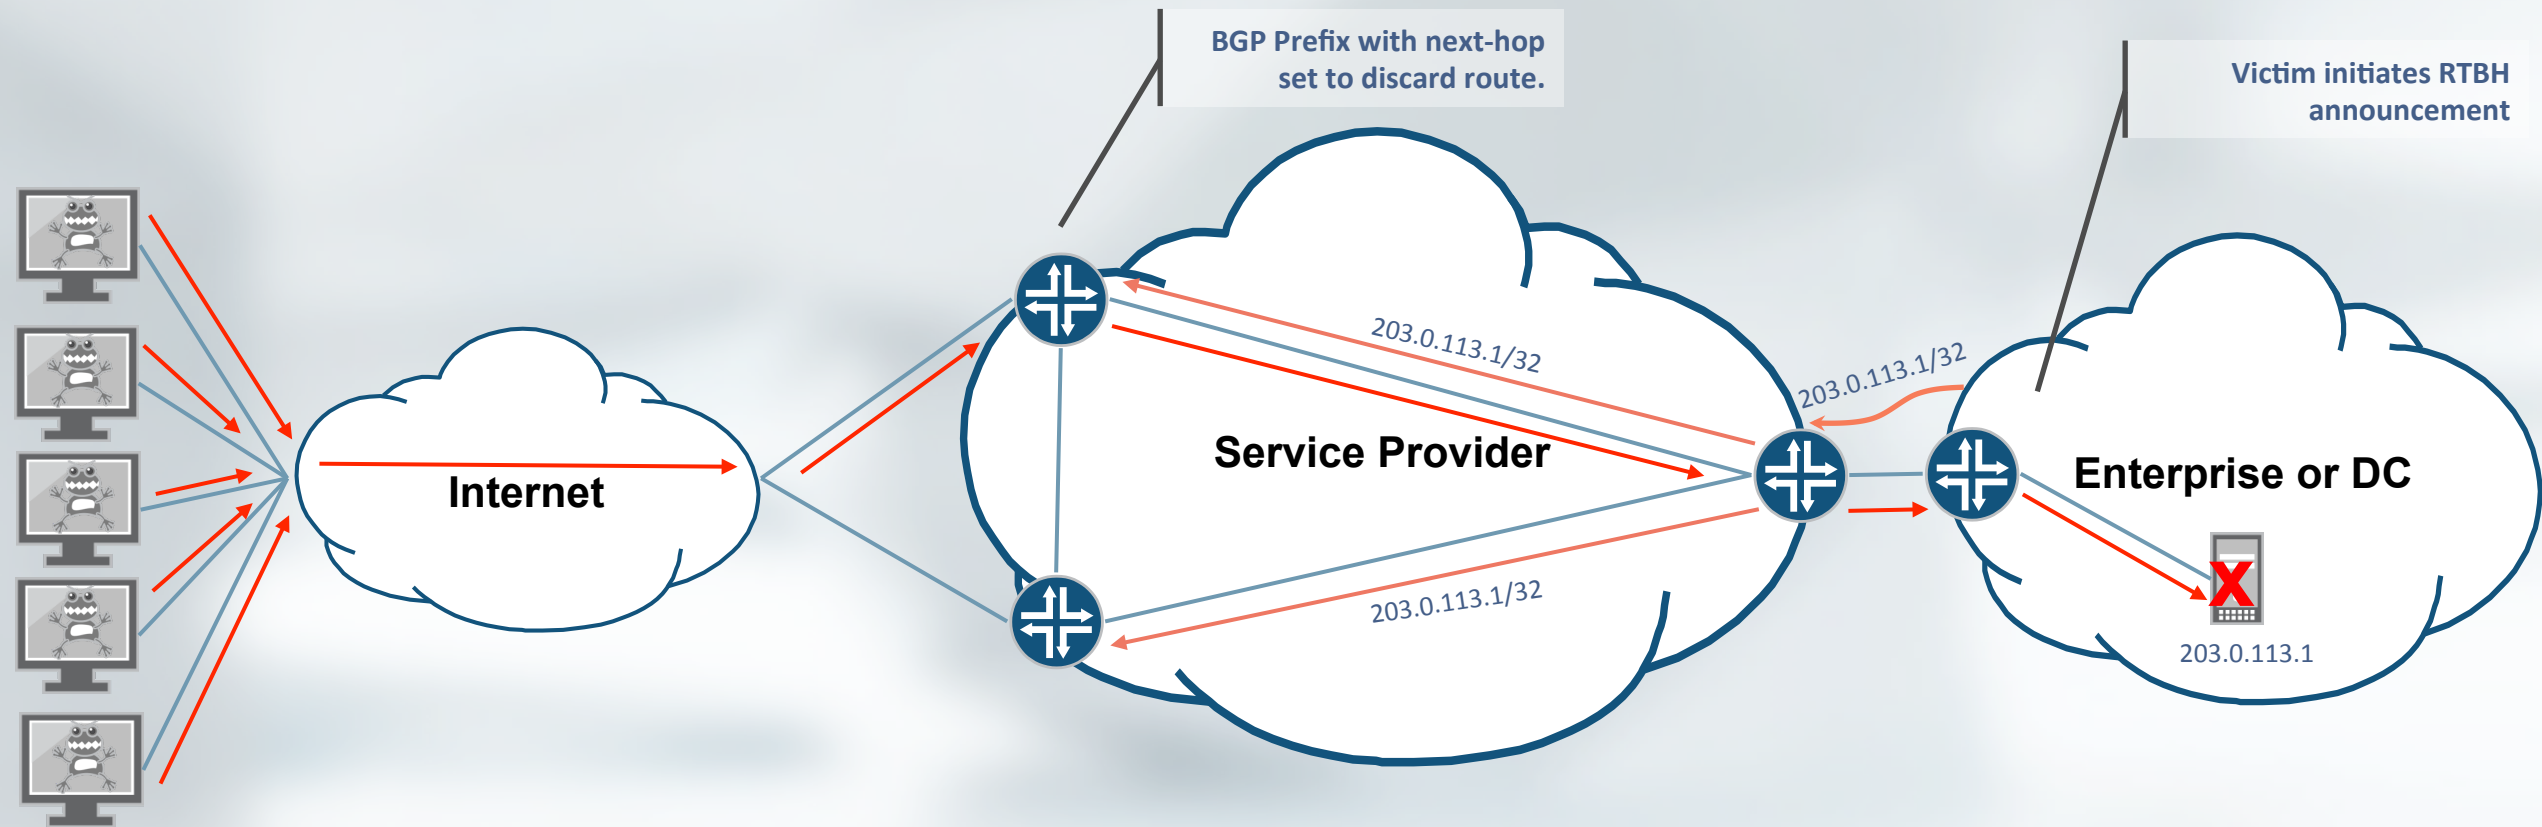 BGP Prefix with next-hop
set to discard route.
Victim initiates RTBH
announcement
203.0.113.1/32
203.0.113.1/32
Service Provider
Enterprise or DC
Internet
203.0.113.1/32
203.0.113.1
X